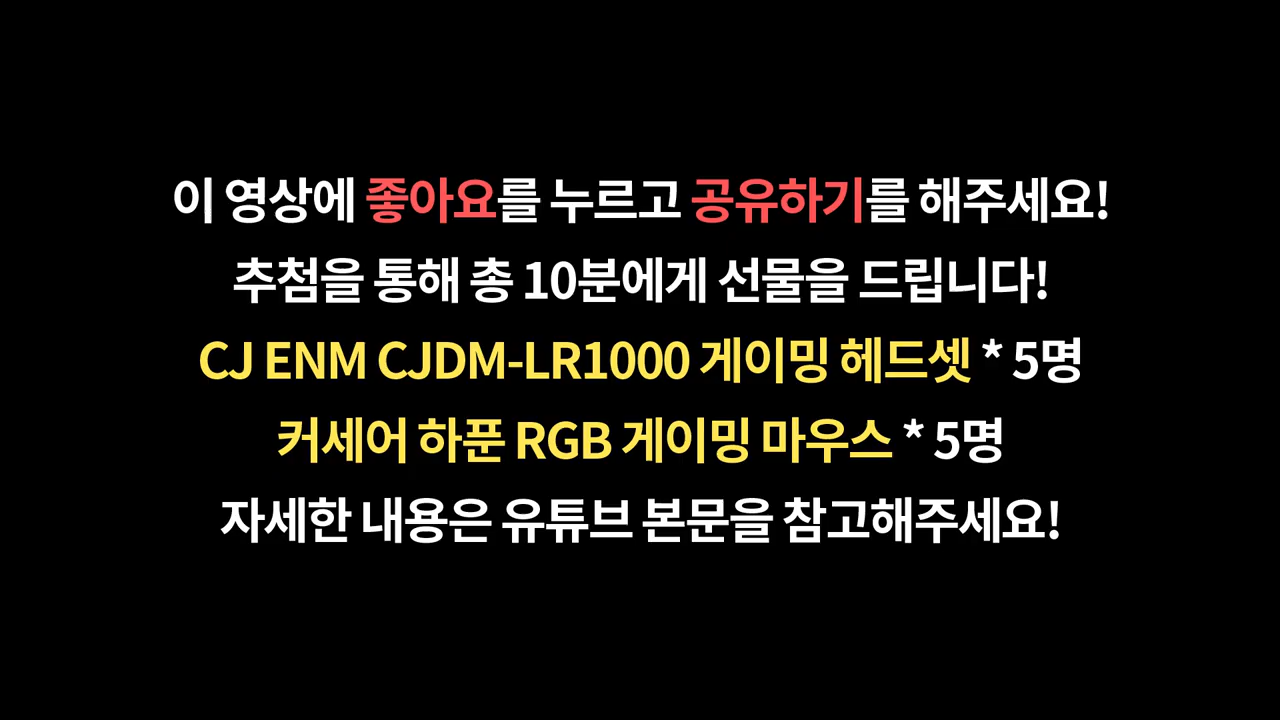 이 영상에 좋아요를 누르고 공유하기를 해주세요!
추첨을 통해 총 10분에게 선물을 드립니다!
CJ ENM CJDM-LR1000 게이밍 헤드셋 * 5명
커세어 하푼 RGB 게이밍 마우스 * 5명
자세한 내용은 유튜브 본문을 참고해주세요!